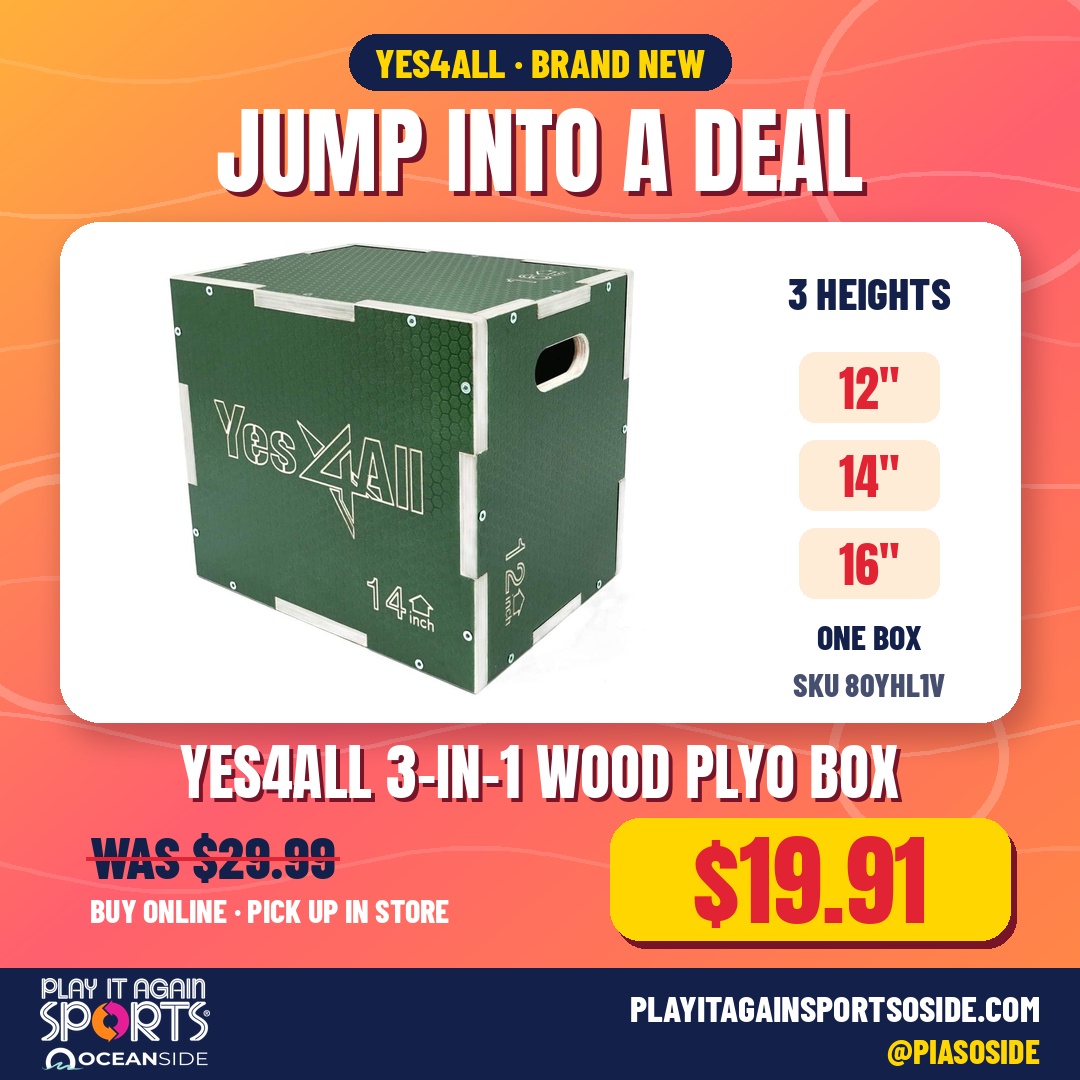 YES4ALL · BRAND NEW
JUMP INTO A DEAL
Yes4All
14 inch
12 inch
3 HEIGHTS
12"
14"
16"
ONE BOX
SKU 80YHL1V
YES4ALL 3-IN-1 WOOD PLYO BOX
WAS $29.99
$19.91
BUY ONLINE · PICK UP IN STORE
PLAY IT AGAIN
SPORTS®
OCEANSIDE
PLAYITAGAINSPORTSOSIDE.COM
@PIASOSIDE